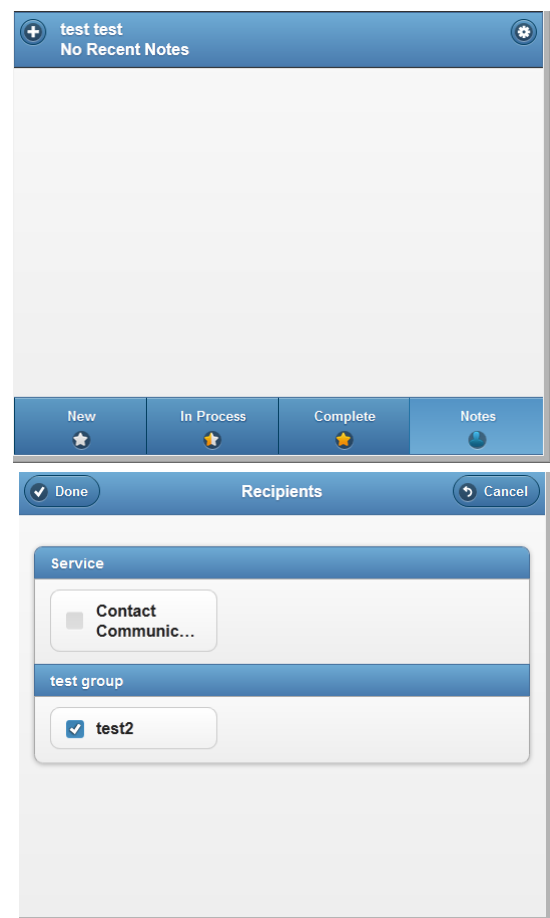 test test
No Recent Notes
New
In Process
Complete
Notes
Done
Recipients
Cancel
Service
Contact
Communic...
test group
test2